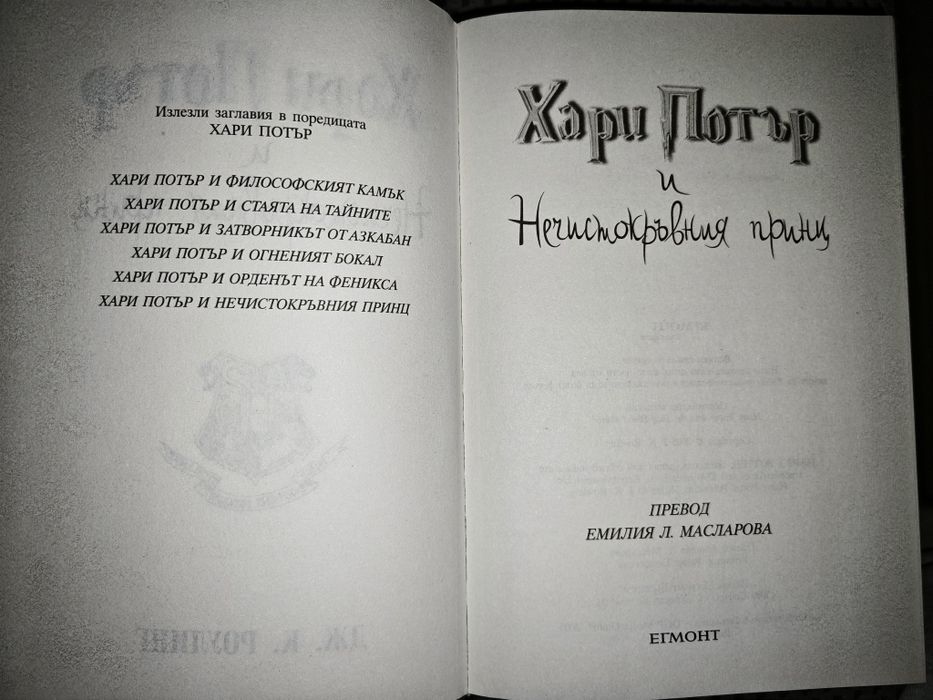 Излезли заглавия в поредицата
ХАРИ ПОТЪР
ХАРИ ПОТЪР И ФИЛОСОФСКИЯТ КАМЪК
ХАРИ ПОТЪР И СТАЯТА НА ТАЙНИТЕ
ХАРИ ПОТЪР И ЗАТВОРНИКЪТ ОТ АЗКАБАН
ХАРИ ПОТЪР И ОГНЕНИЯТ БОКАЛ
ХАРИ ПОТЪР И ОРДЕНЪТ НА ФЕНИКСА
ХАРИ ПОТЪР И НЕЧИСТОКРЪВНИЯ ПРИНЦ
ДЖ. К. РОУЛИНГ
Хари Потър
и
Нечистокръвния принц
ПРЕВОД
ЕМИЛИЯ Л. МАСЛАРОВА
ЕГМОНТ